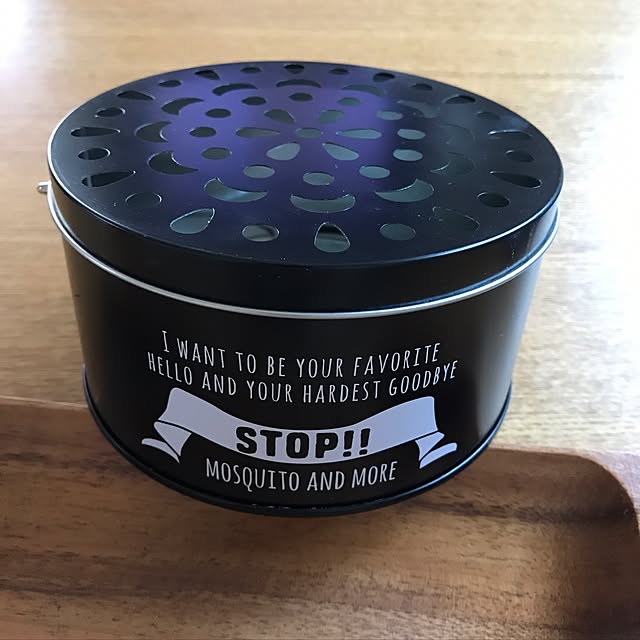 I WANT TO BE YOUR FAVORITE
HELLO AND YOUR HARDEST GOODBYE
STOP!!
MOSQUITO AND MORE